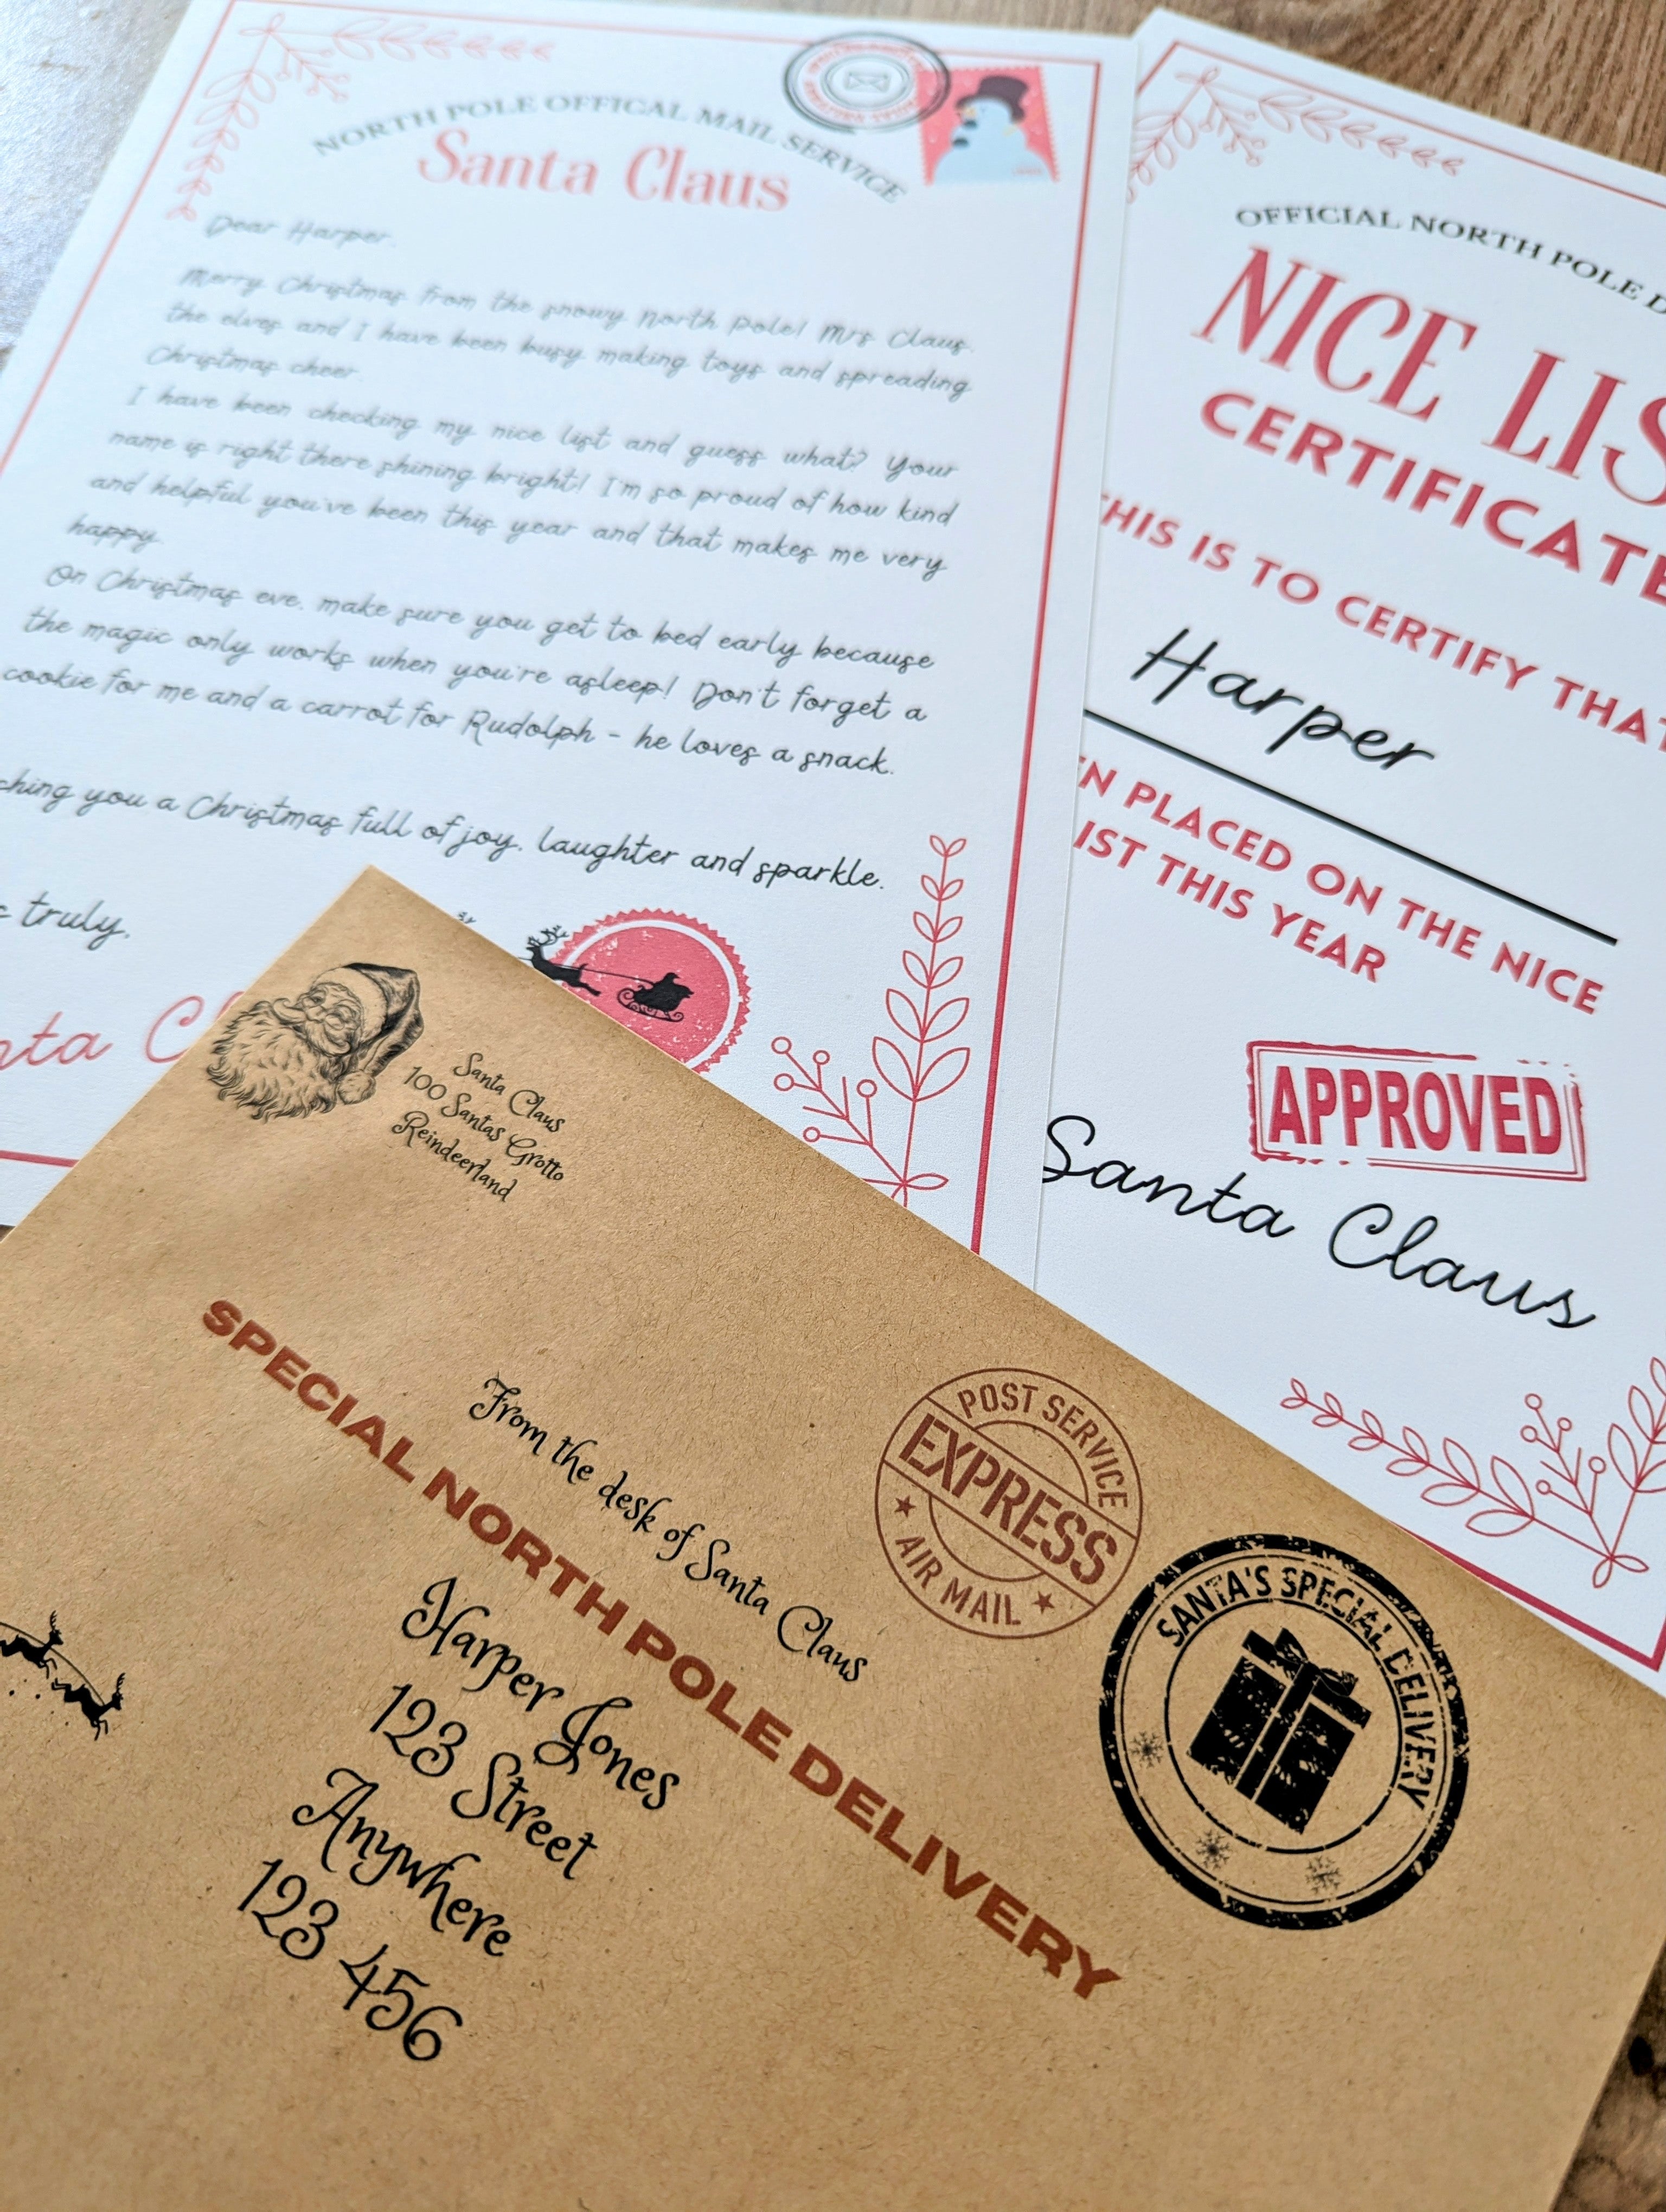 NORTH POLE OFFICAL MAIL SERVICE
Santa Claus
Dear Harper,
Merry Christmas from the snowy North Pole! Mrs Claus,
the elves and I have been busy making toys and spreading
Christmas cheer.
I have been checking my nice list and guess what? Your
name is right there shining bright! I'm so proud of how kind
and helpful you've been this year and that makes me very
happy.
On Christmas eve, make sure you get to bed early because
the magic only works when you're asleep! Don't forget a
cookie for me and a carrot for Rudolph - he loves a snack.
shing you a Christmas full of joy, laughter and sparkle.
truly,
nta C
OFFICIAL NORTH POLE D
NICE LIS
CERTIFICATE
THIS IS TO CERTIFY THAT
Harper
EN PLACED ON THE NICE
IST THIS YEAR
APPROVED
Santa Claus
Santa Claus
100 Santas Grotto
Reindeerland
POST SERVICE
EXPRESS
AIR MAIL
SANTA'S SPECIAL DELIVERY
From the desk of Santa Claus
SPECIAL NORTH POLE DELIVERY
Harper Jones
123 Street
Anywhere
123 456